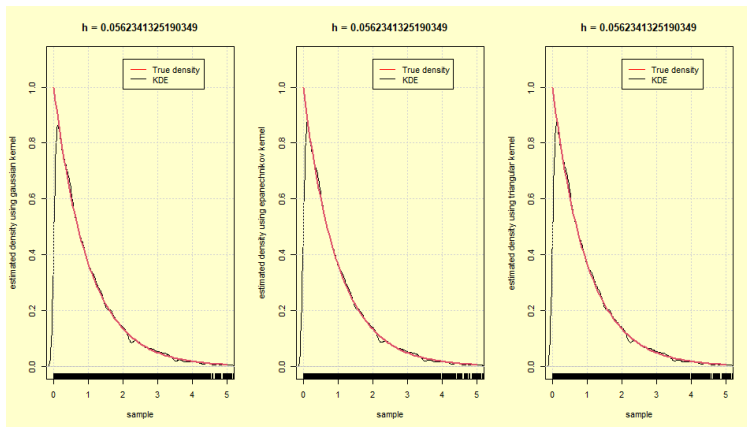 h = 0.0562341325190349
estimated density using gaussian kernel
1.0
0.8
0.6
0.4
0.2
0.0
True density
KDE
0 1 2 3 4 5
sample
h = 0.0562341325190349
estimated density using epanechnikov kernel
1.0
0.8
0.6
0.4
0.2
0.0
True density
KDE
0 1 2 3 4 5
sample
h = 0.0562341325190349
estimated density using triangular kernel
1.0
0.8
0.6
0.4
0.2
0.0
True density
KDE
0 1 2 3 4 5
sample